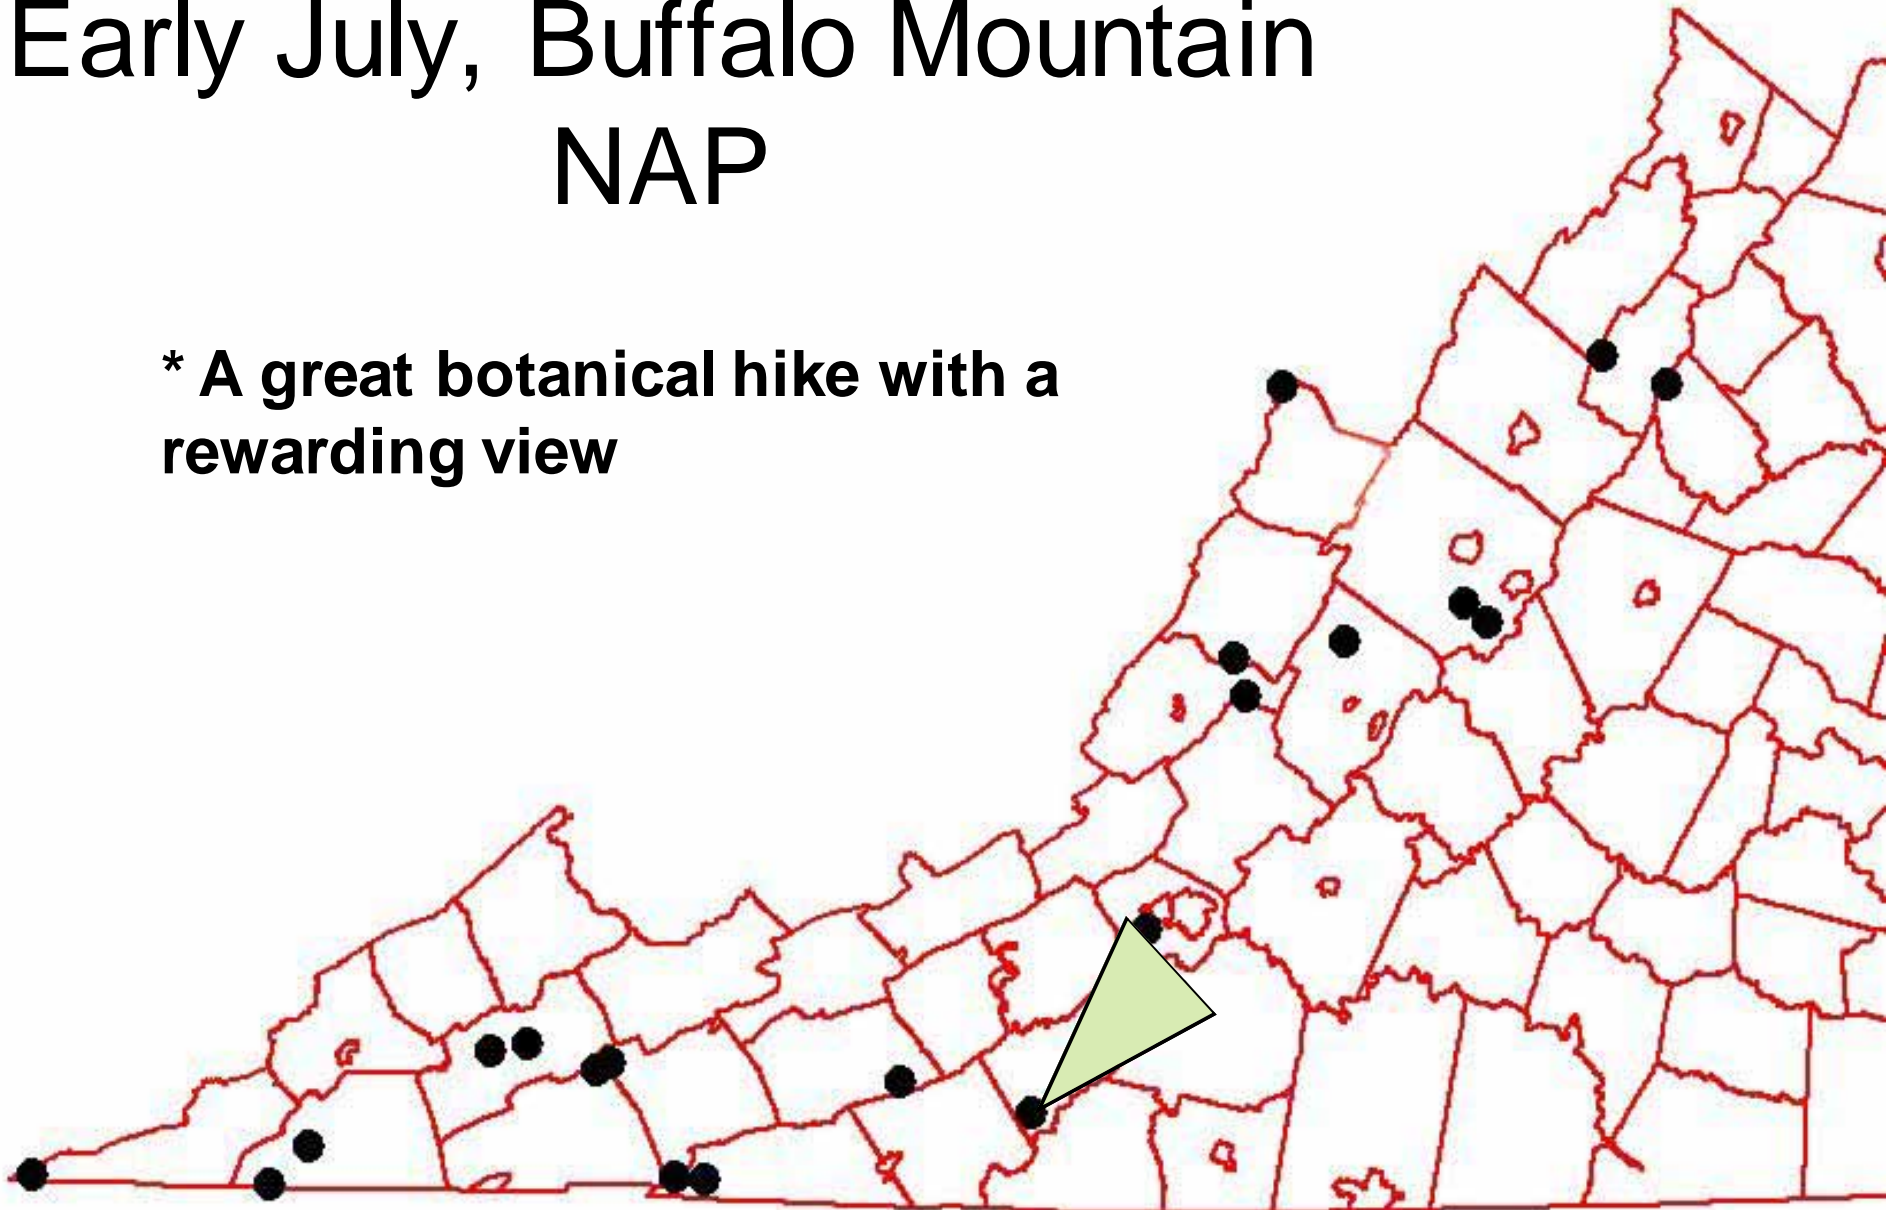 Early July, Buffalo Mountain
NAP
* A great botanical hike with a
rewarding view